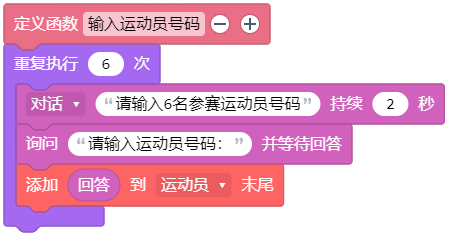 定义函数 输入运动员号码
重复执行 6 次
对话 “请输入6名参赛运动员号码” 持续 2 秒
询问 “请输入运动员号码：” 并等待回答
添加 回答 到 运动员 末尾